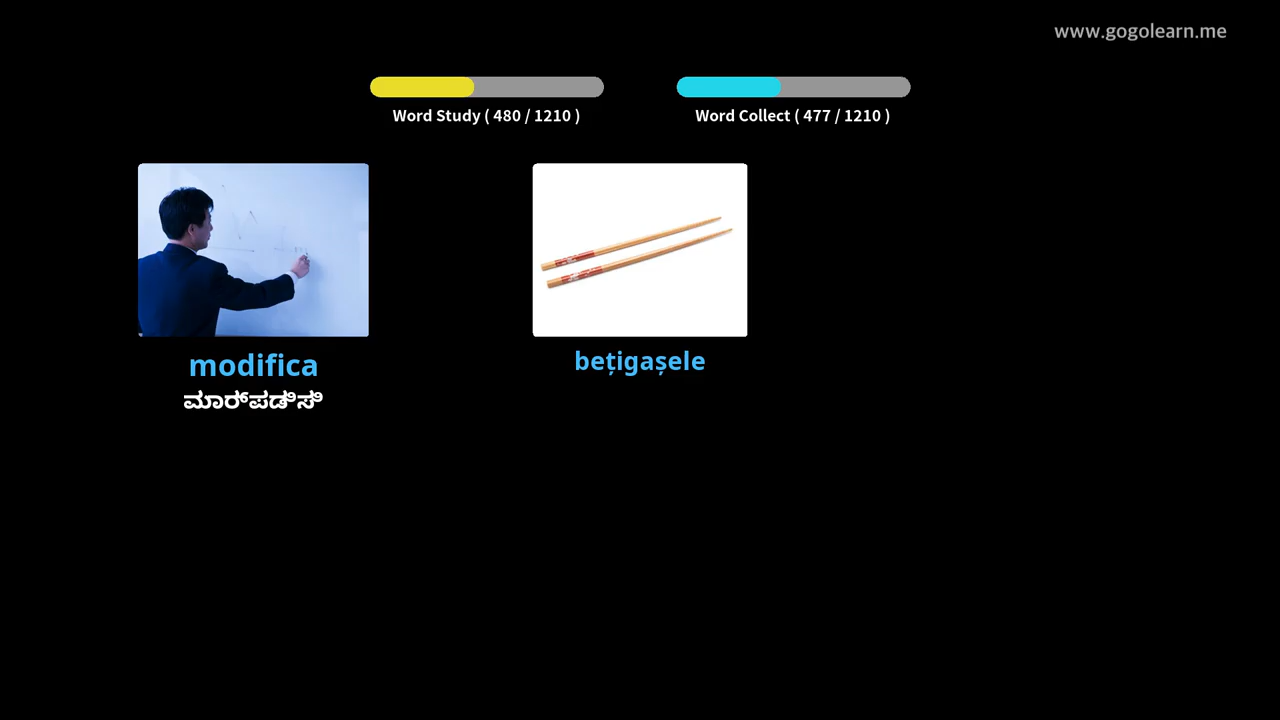 www.gogolearn.me
Word Study ( 480 / 1210 )
Word Collect ( 477 / 1210 )
modifica
ಮಾರ್ಪಡಿಸಿ
bețigașele